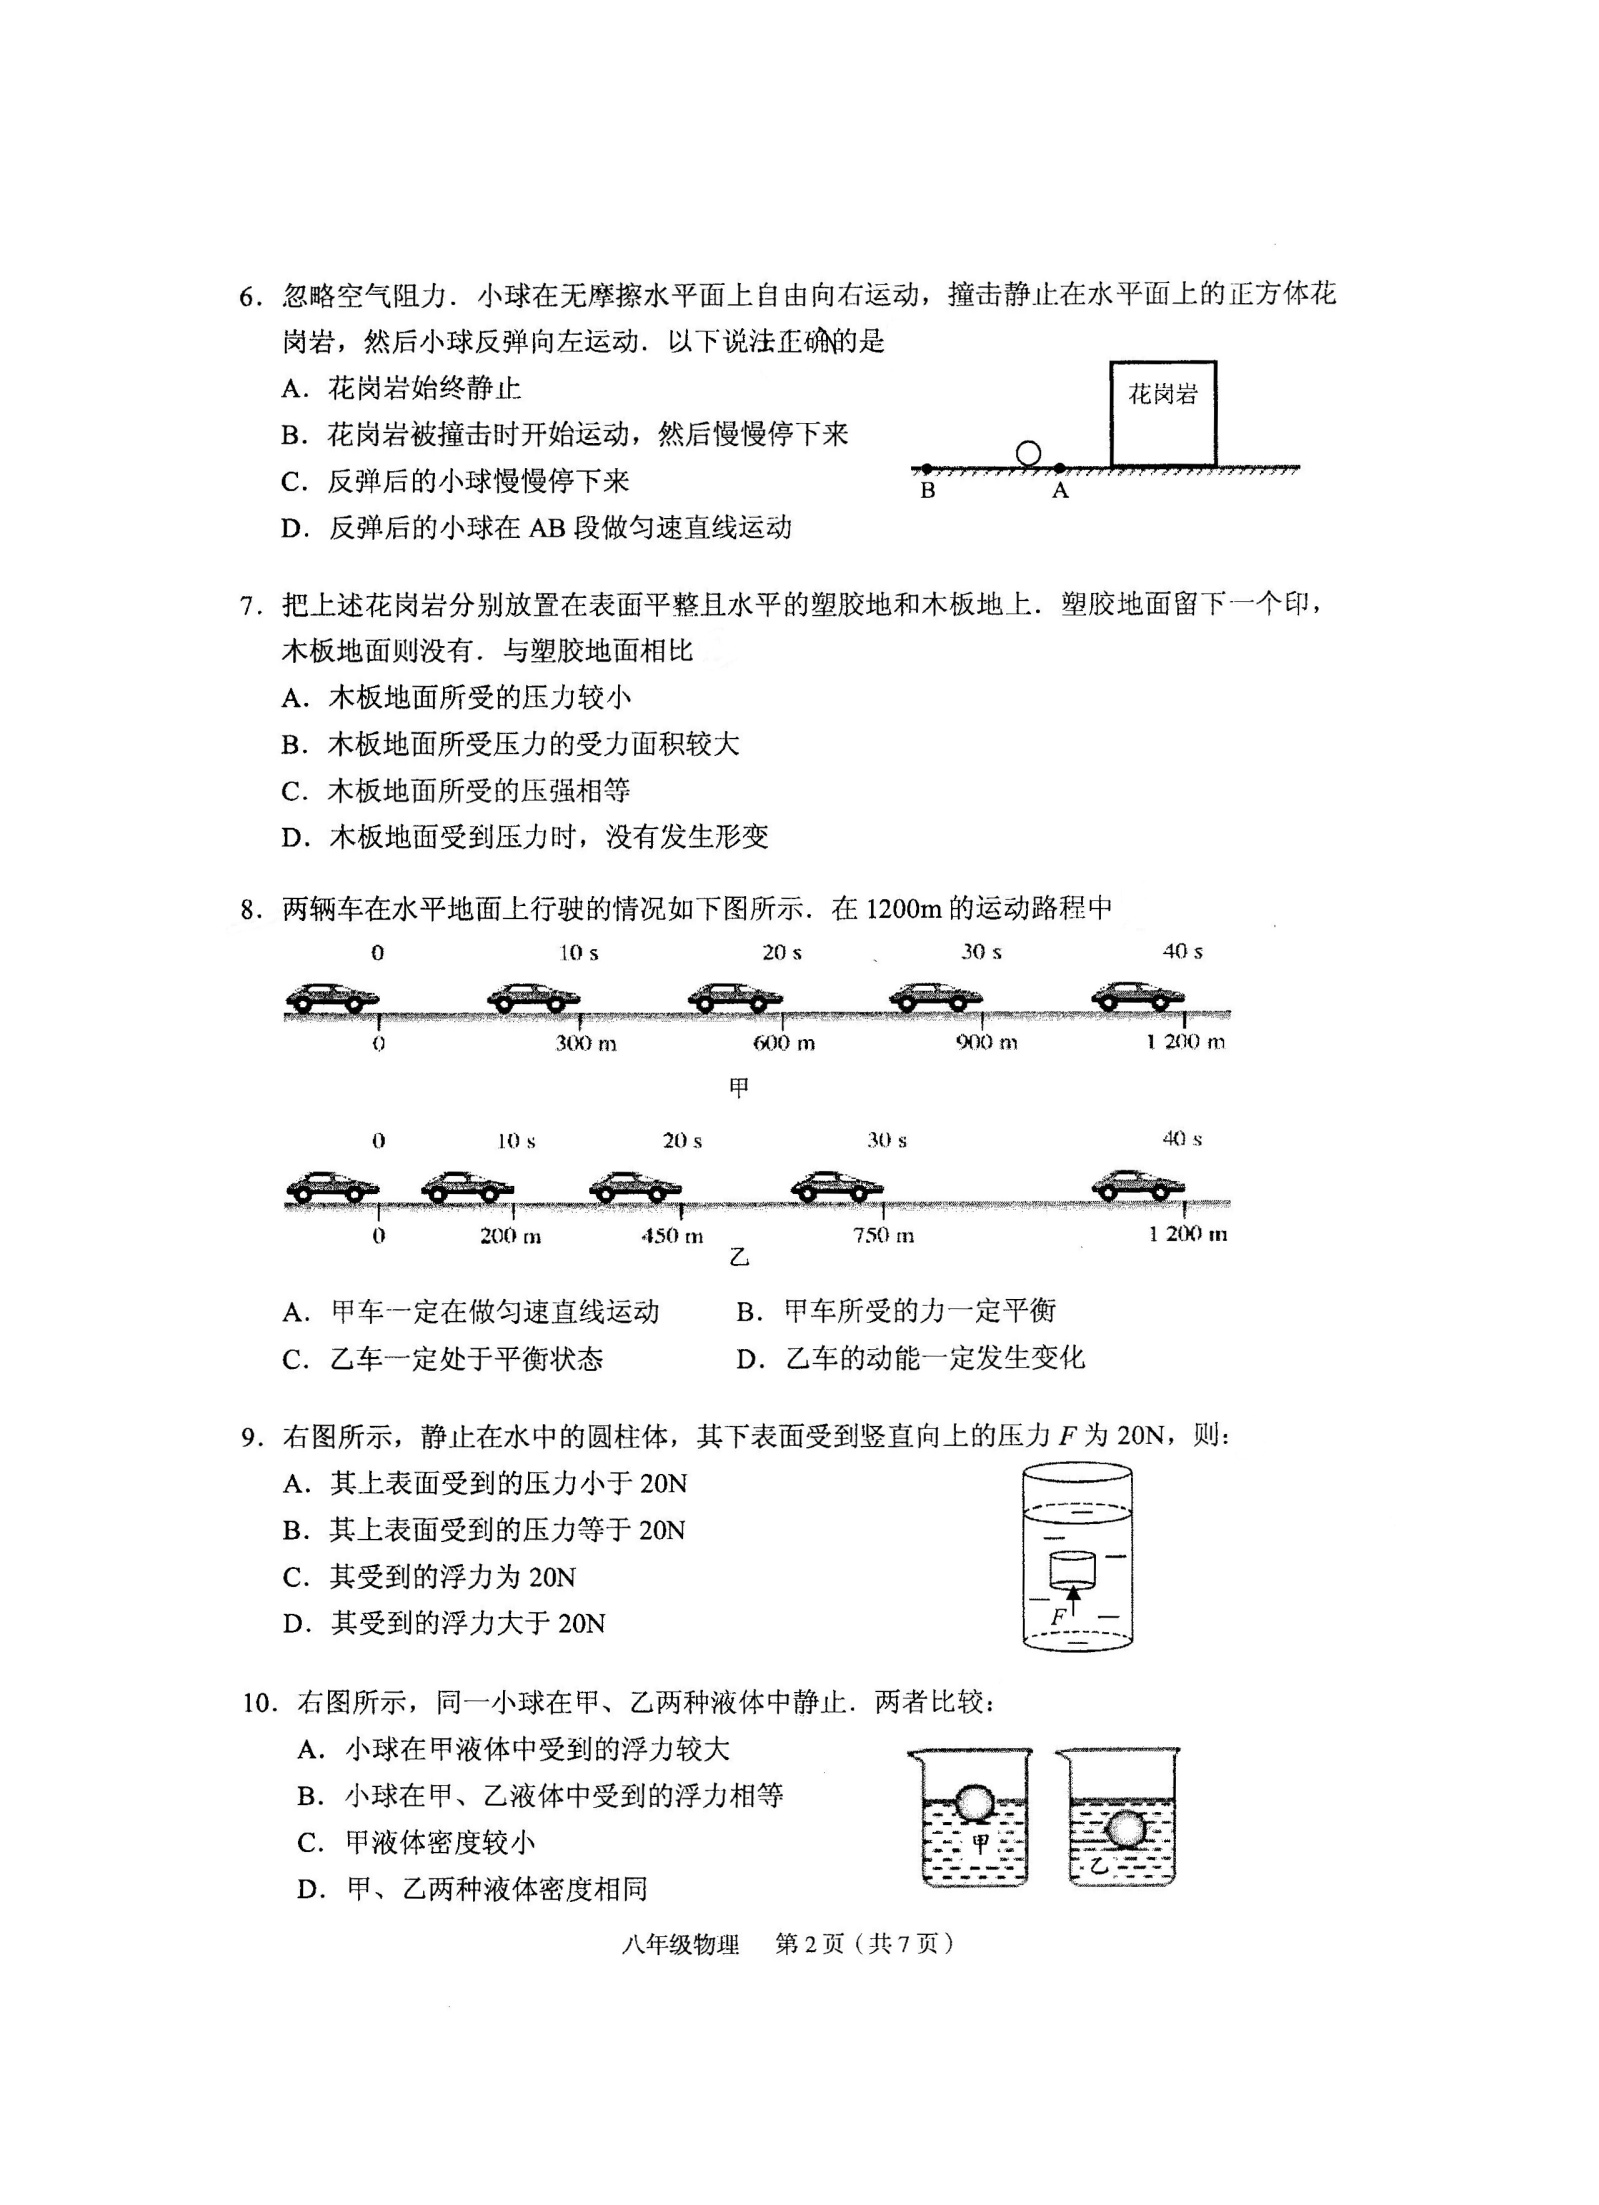 6．忽略空气阻力．小球在无摩擦水平面上自由向右运动，撞击静止在水平面上的正方体花
岗岩，然后小球反弹向左运动．以下说法正确的是
A．花岗岩始终静止
B．花岗岩被撞击时开始运动，然后慢慢停下来
C．反弹后的小球慢慢停下来
D．反弹后的小球在 AB 段做匀速直线运动
花岗岩
B A
7．把上述花岗岩分别放置在表面平整且水平的塑胶地和木板地上．塑胶地面留下一个印，
木板地面则没有．与塑胶地面相比
A．木板地面所受的压力较小
B．木板地面所受压力的受力面积较大
C．木板地面所受的压强相等
D．木板地面受到压力时，没有发生形变
8．两辆车在水平地面上行驶的情况如下图所示．在 1200m 的运动路程中
0 10 s 20 s 30 s 40 s
0 300 m 600 m 900 m 1 200 m
甲
0 10 s 20 s 30 s 40 s
0 200 m 450 m 750 m 1 200 m
乙
A．甲车一定在做匀速直线运动 B．甲车所受的力一定平衡
C．乙车一定处于平衡状态 D．乙车的动能一定发生变化
9．右图所示，静止在水中的圆柱体，其下表面受到竖直向上的压力 F 为 20N，则：
A．其上表面受到的压力小于 20N
B．其上表面受到的压力等于 20N
C．其受到的浮力为 20N
D．其受到的浮力大于 20N
F
10．右图所示，同一小球在甲、乙两种液体中静止．两者比较：
A．小球在甲液体中受到的浮力较大
B．小球在甲、乙液体中受到的浮力相等
C．甲液体密度较小
D．甲、乙两种液体密度相同
甲 乙
八年级物理 第 2 页（共 7 页）